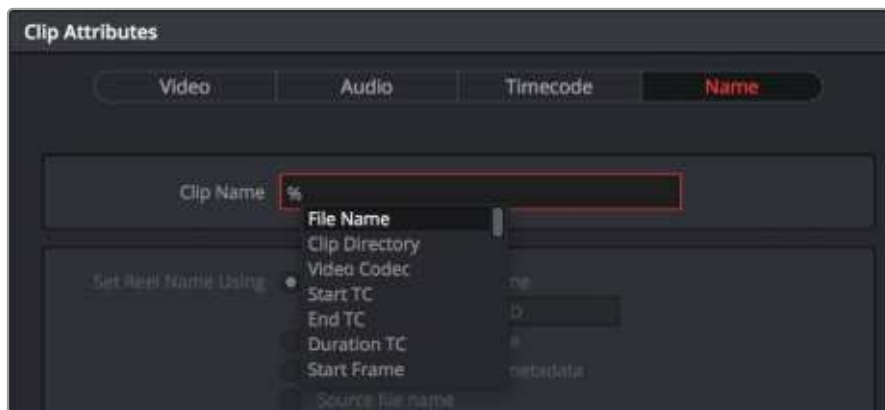 Clip Attributes
Video Audio Timecode Name
Clip Name %
File Name
Clip Directory
Video Codec
Set Reel Name Using
Start TC
End TC
Duration TC
Start Frame
metadata
Source file name